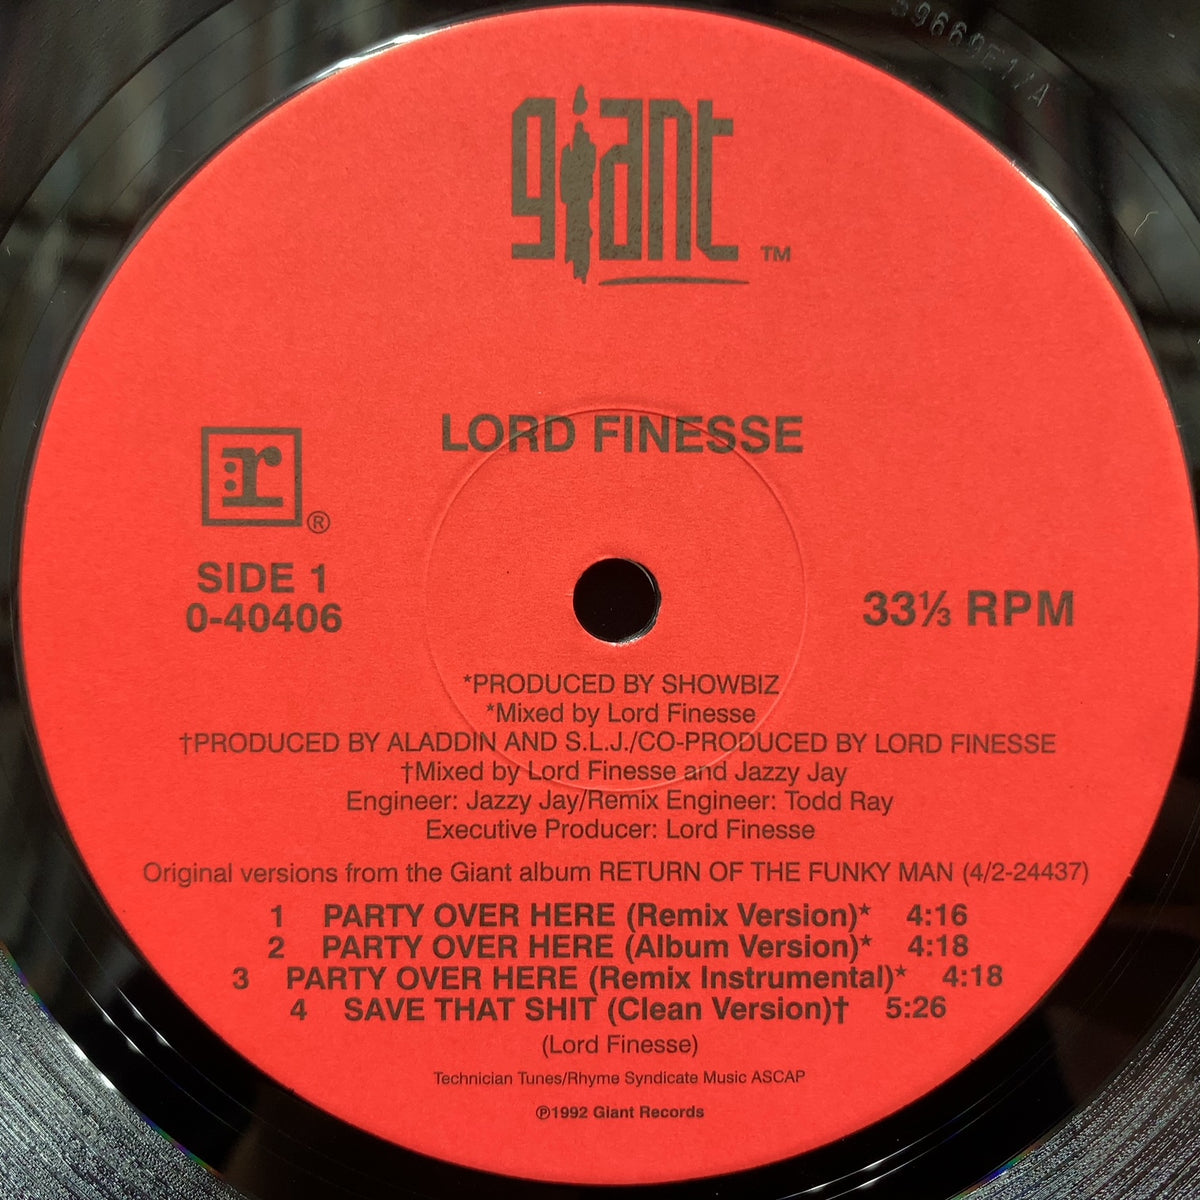 giant ™
LORD FINESSE
r ®
SIDE 1
0-40406
33⅓ RPM
*PRODUCED BY SHOWBIZ
*Mixed by Lord Finesse
†PRODUCED BY ALADDIN AND S.L.J./CO-PRODUCED BY LORD FINESSE
†Mixed by Lord Finesse and Jazzy Jay
Engineer: Jazzy Jay/Remix Engineer: Todd Ray
Executive Producer: Lord Finesse
Original versions from the Giant album RETURN OF THE FUNKY MAN (4/2-24437)
1 PARTY OVER HERE (Remix Version)* 4:16
2 PARTY OVER HERE (Album Version)* 4:18
3 PARTY OVER HERE (Remix Instrumental)* 4:18
4 SAVE THAT SHIT (Clean Version)† 5:26
(Lord Finesse)
Technician Tunes/Rhyme Syndicate Music ASCAP
℗1992 Giant Records